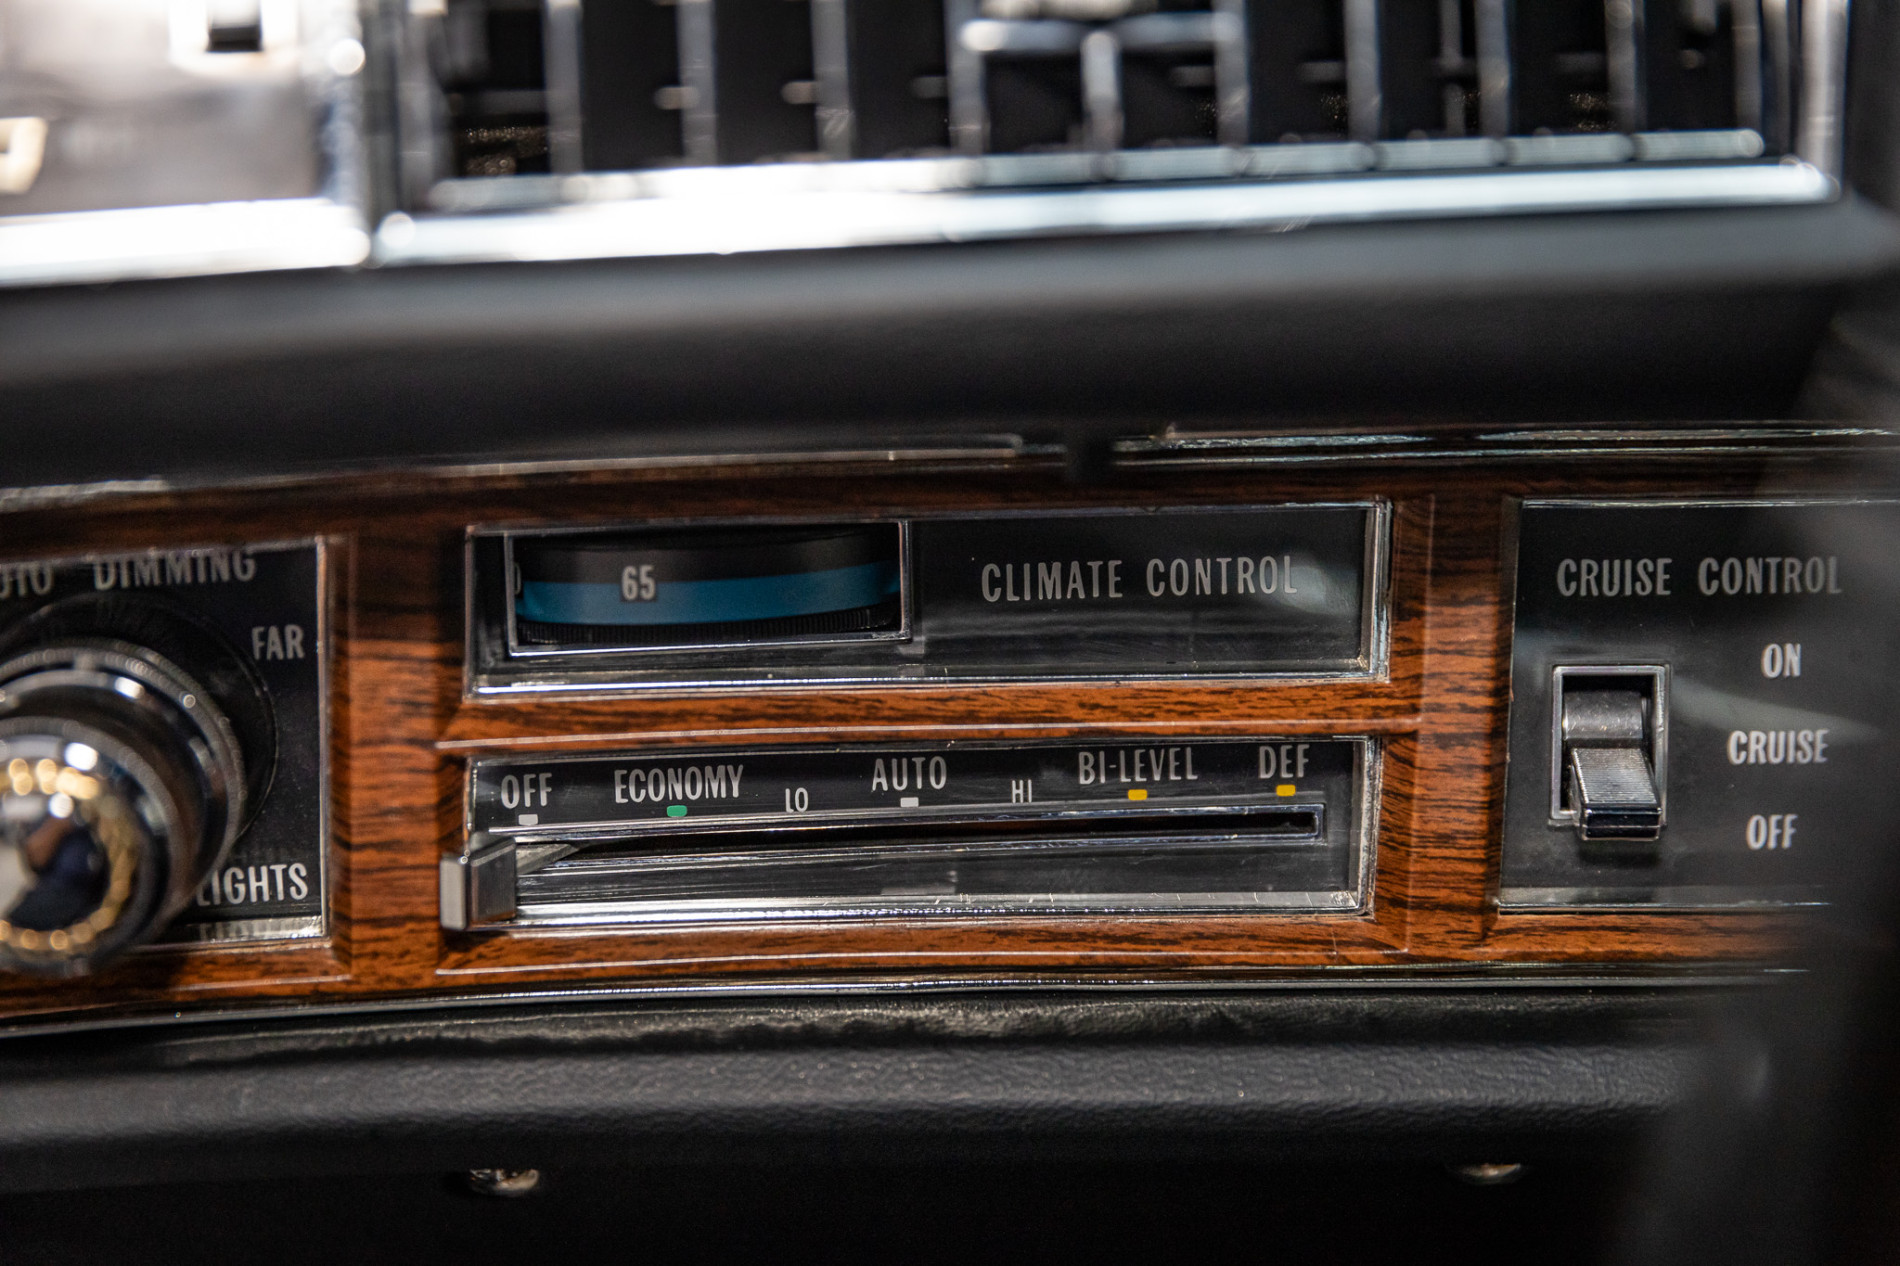 DIMMING
FAR
LIGHTS
65
CLIMATE CONTROL
OFF ECONOMY LO AUTO HI BI-LEVEL DEF
CRUISE CONTROL
ON
CRUISE
OFF